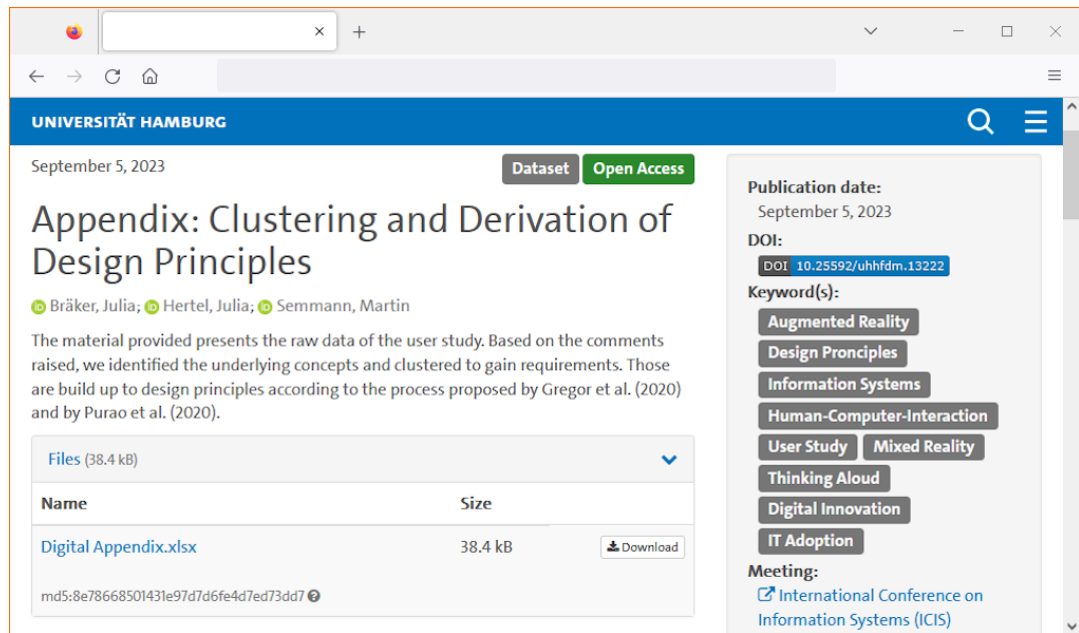 UNIVERSITÄT HAMBURG
September 5, 2023
Dataset
Open Access
Appendix: Clustering and Derivation of
Design Principles
Bräker, Julia; Hertel, Julia; Semmann, Martin
The material provided presents the raw data of the user study. Based on the comments
raised, we identified the underlying concepts and clustered to gain requirements. Those
are build up to design principles according to the process proposed by Gregor et al. (2020)
and by Purao et al. (2020).
Files (38.4 kB)
Name Size
Digital Appendix.xlsx 38.4 kB Download
md5:8e78668501431e97d7d6fe4d7ed73dd7
Publication date:
September 5, 2023
DOI:
DOI 10.25592/uhhfdm.13222
Keyword(s):
Augmented Reality
Design Pronciples
Information Systems
Human-Computer-Interaction
User Study Mixed Reality
Thinking Aloud
Digital Innovation
IT Adoption
Meeting:
International Conference on
Information Systems (ICIS)